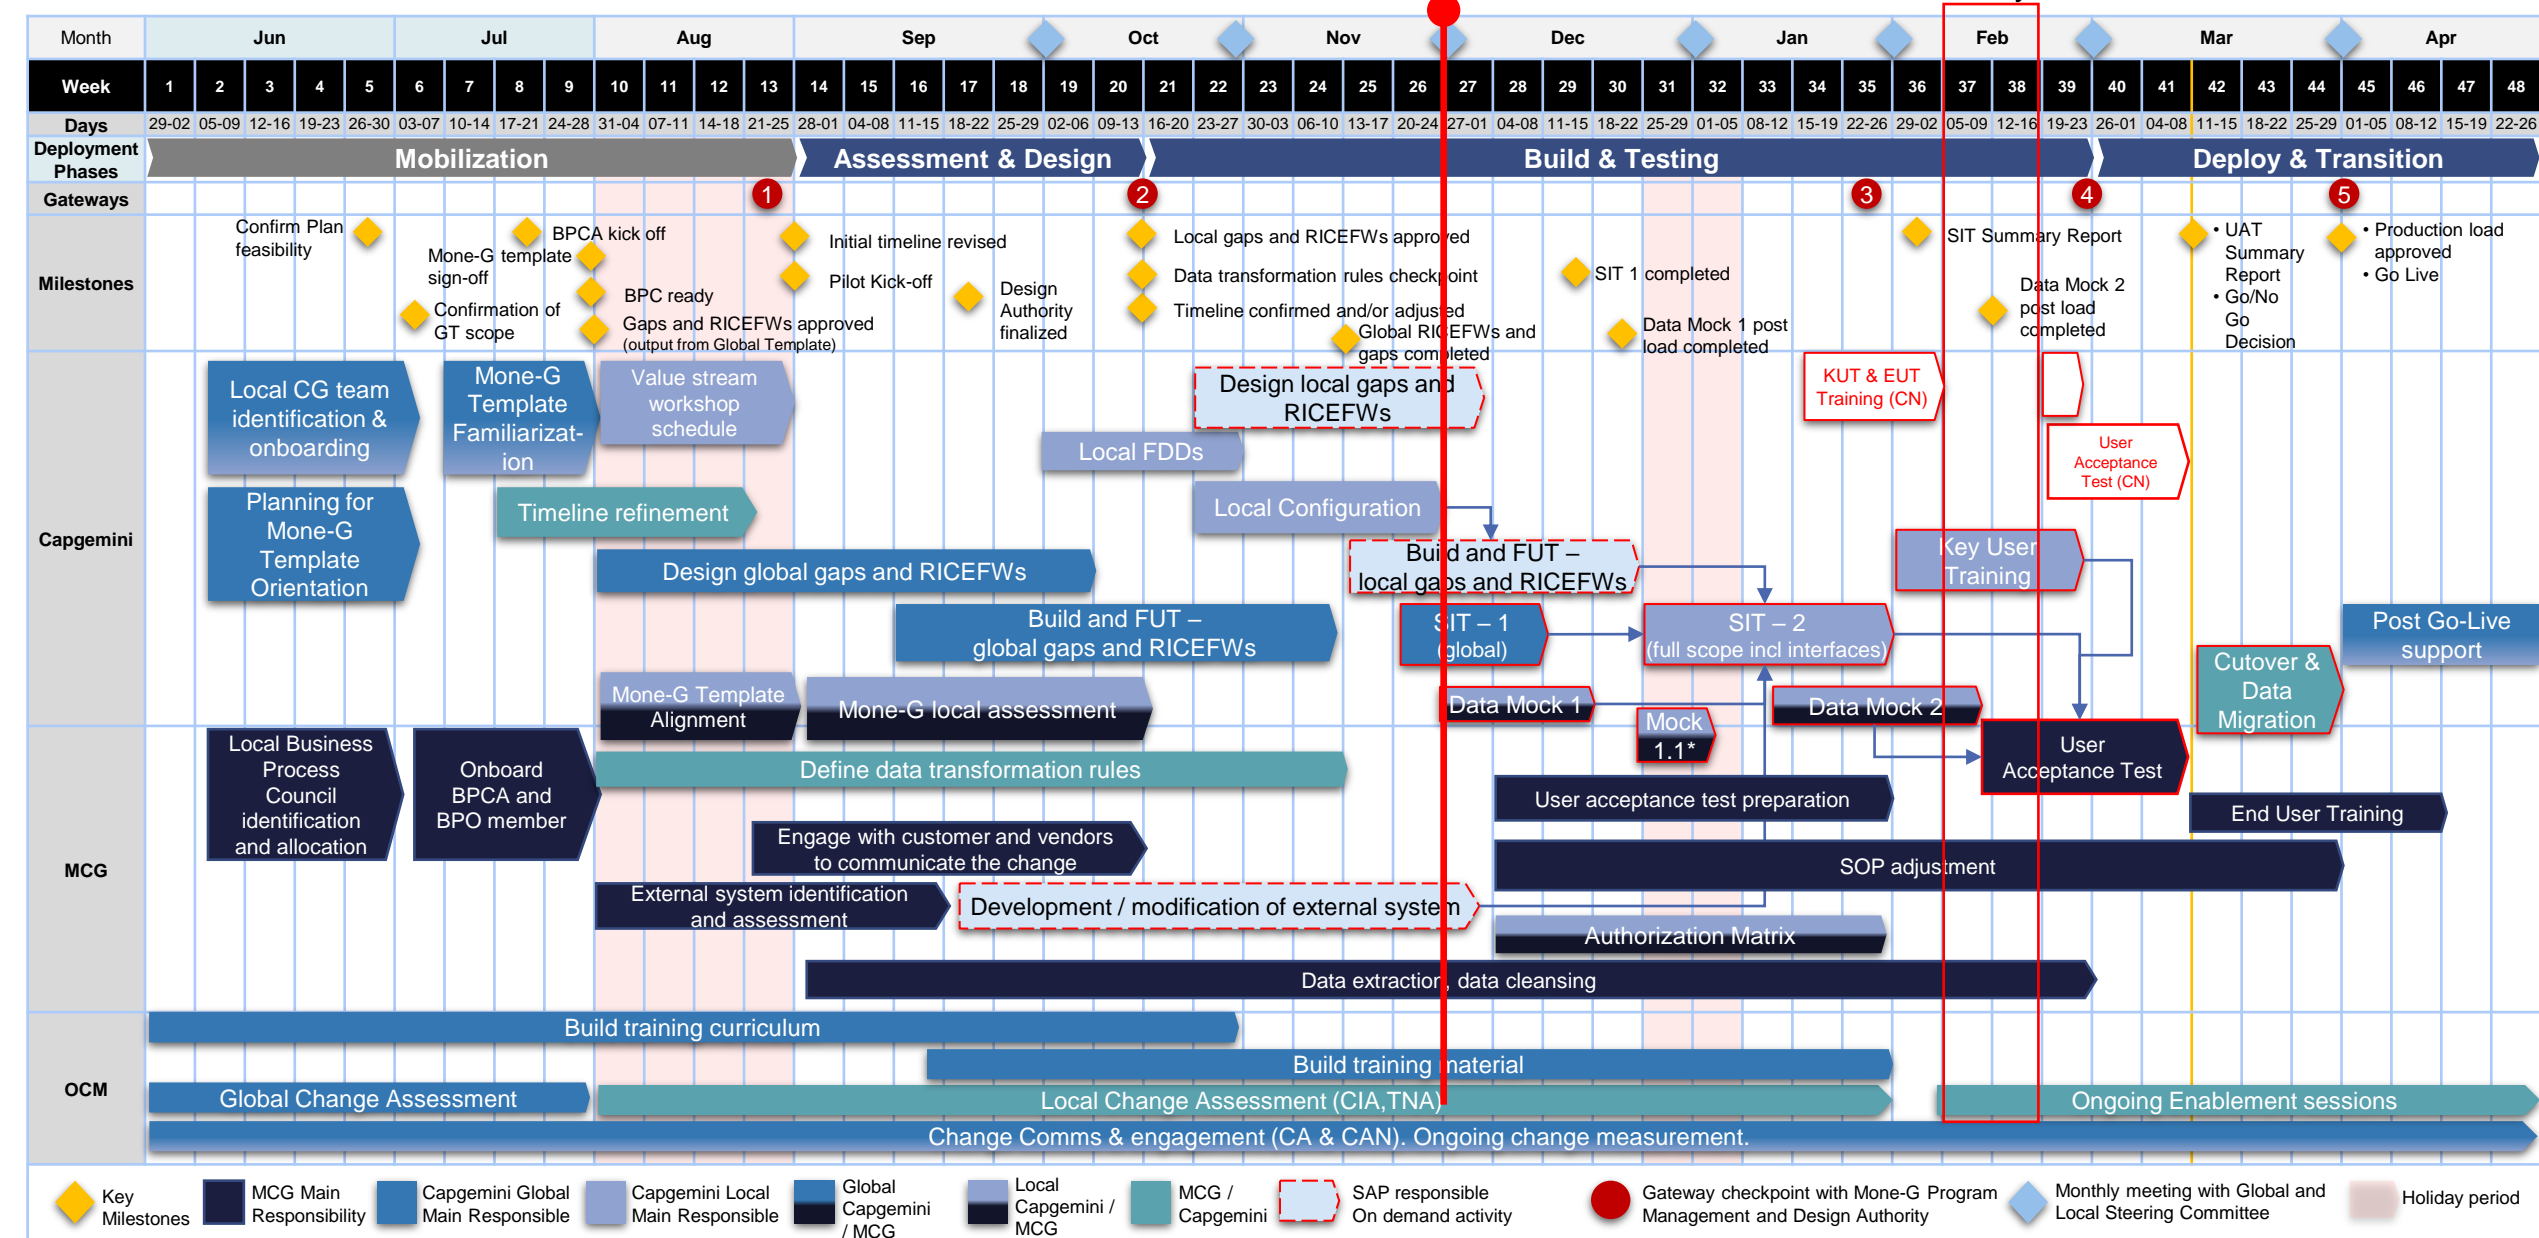 Month Jun Jul Aug Sep Oct Nov Dec Jan Feb Mar Apr
Week 1 2 3 4 5 6 7 8 9 10 11 12 13 14 15 16 17 18 19 20 21 22 23 24 25 26 27 28 29 30 31 32 33 34 35 36 37 38 39 40 41 42 43 44 45 46 47 48
Days 29-02 05-09 12-16 19-23 26-30 03-07 10-14 17-21 24-28 31-04 07-11 14-18 21-25 28-01 04-08 11-15 18-22 25-29 02-06 09-13 16-20 23-27 30-03 06-10 13-17 20-24 27-01 04-08 11-15 18-22 25-29 01-05 08-12 15-19 22-26 29-02 05-09 12-16 19-23 26-01 04-08 11-15 18-22 25-29 01-05 08-12 15-19 22-26
Deployment
Phases
Mobilization
Assessment & Design
Build & Testing
Deploy & Transition
Gateways
1
2
3
4
5
Milestones
Confirm Plan
feasibility
BPCA kick off
Mone-G template
sign-off
BPC ready
Confirmation of
GT scope
Gaps and RICEFWs approved
(output from Global Template)
Initial timeline revised
Pilot Kick-off
Design
Authority
finalized
Local gaps and RICEFWs approved
Data transformation rules checkpoint
Timeline confirmed and/or adjusted
Global RICEFWs and
gaps completed
SIT 1 completed
Data Mock 1 post
load completed
SIT Summary Report
Data Mock 2
post load
completed
• UAT
Summary
Report
• Go/No
Go
Decision
• Production load
approved
• Go Live
Capgemini
Local CG team
identification &
onboarding
Mone-G
Template
Familiarizat-
ion
Value stream
workshop
schedule
Design local gaps and
RICEFWs
KUT & EUT
Training (CN)
Local FDDs
User
Acceptance
Test (CN)
Planning for
Mone-G
Template
Orientation
Timeline refinement
Local Configuration
Design global gaps and RICEFWs
Build and FUT –
local gaps and RICEFWs
Key User
Training
Build and FUT –
global gaps and RICEFWs
SIT – 1
(global)
SIT – 2
(full scope incl interfaces)
Post Go-Live
support
Cutover &
Data
Migration
Mone-G Template
Alignment
Mone-G local assessment
Data Mock 1
Mock
1.1*
Data Mock 2
MCG
Local Business
Process
Council
identification
and allocation
Onboard
BPCA and
BPO member
Define data transformation rules
User
Acceptance Test
User acceptance test preparation
End User Training
Engage with customer and vendors
to communicate the change
SOP adjustment
External system identification
and assessment
Development / modification of external system
Authorization Matrix
Data extraction, data cleansing
OCM
Build training curriculum
Build training material
Global Change Assessment
Local Change Assessment (CIA,TNA)
Ongoing Enablement sessions
Change Comms & engagement (CA & CAN). Ongoing change measurement.
Key
Milestones
MCG Main
Responsibility
Capgemini Global
Main Responsible
Capgemini Local
Main Responsible
Global
Capgemini
/ MCG
Local
Capgemini /
MCG
MCG /
Capgemini
SAP responsible
On demand activity
Gateway checkpoint with Mone-G Program
Management and Design Authority
Monthly meeting with Global and
Local Steering Committee
Holiday period